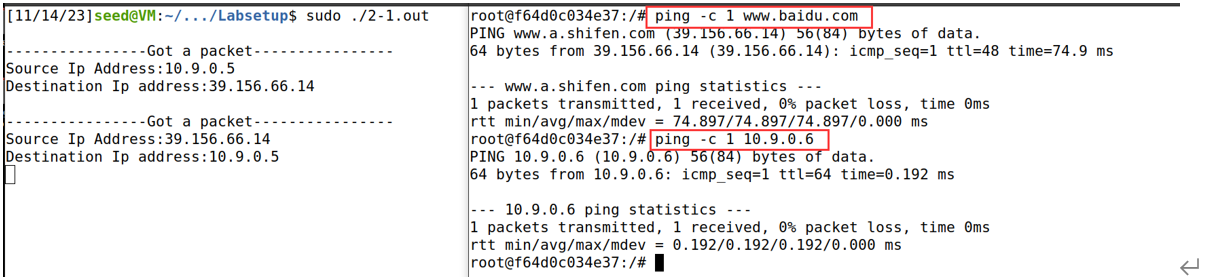 [11/14/23]seed@VM:~/.../Labsetup$ sudo ./2-1.out
----------------Got a packet----------------
Source Ip Address:10.9.0.5
Destination Ip address:39.156.66.14
----------------Got a packet----------------
Source Ip Address:39.156.66.14
Destination Ip address:10.9.0.5
root@f64d0c034e37:/# ping -c 1 www.baidu.com
PING www.a.shifen.com (39.156.66.14) 56(84) bytes of data.
64 bytes from 39.156.66.14 (39.156.66.14): icmp_seq=1 ttl=48 time=74.9 ms
--- www.a.shifen.com ping statistics ---
1 packets transmitted, 1 received, 0% packet loss, time 0ms
rtt min/avg/max/mdev = 74.897/74.897/74.897/0.000 ms
root@f64d0c034e37:/# ping -c 1 10.9.0.6
PING 10.9.0.6 (10.9.0.6) 56(84) bytes of data.
64 bytes from 10.9.0.6: icmp_seq=1 ttl=64 time=0.192 ms
--- 10.9.0.6 ping statistics ---
1 packets transmitted, 1 received, 0% packet loss, time 0ms
rtt min/avg/max/mdev = 0.192/0.192/0.192/0.000 ms
root@f64d0c034e37:/#